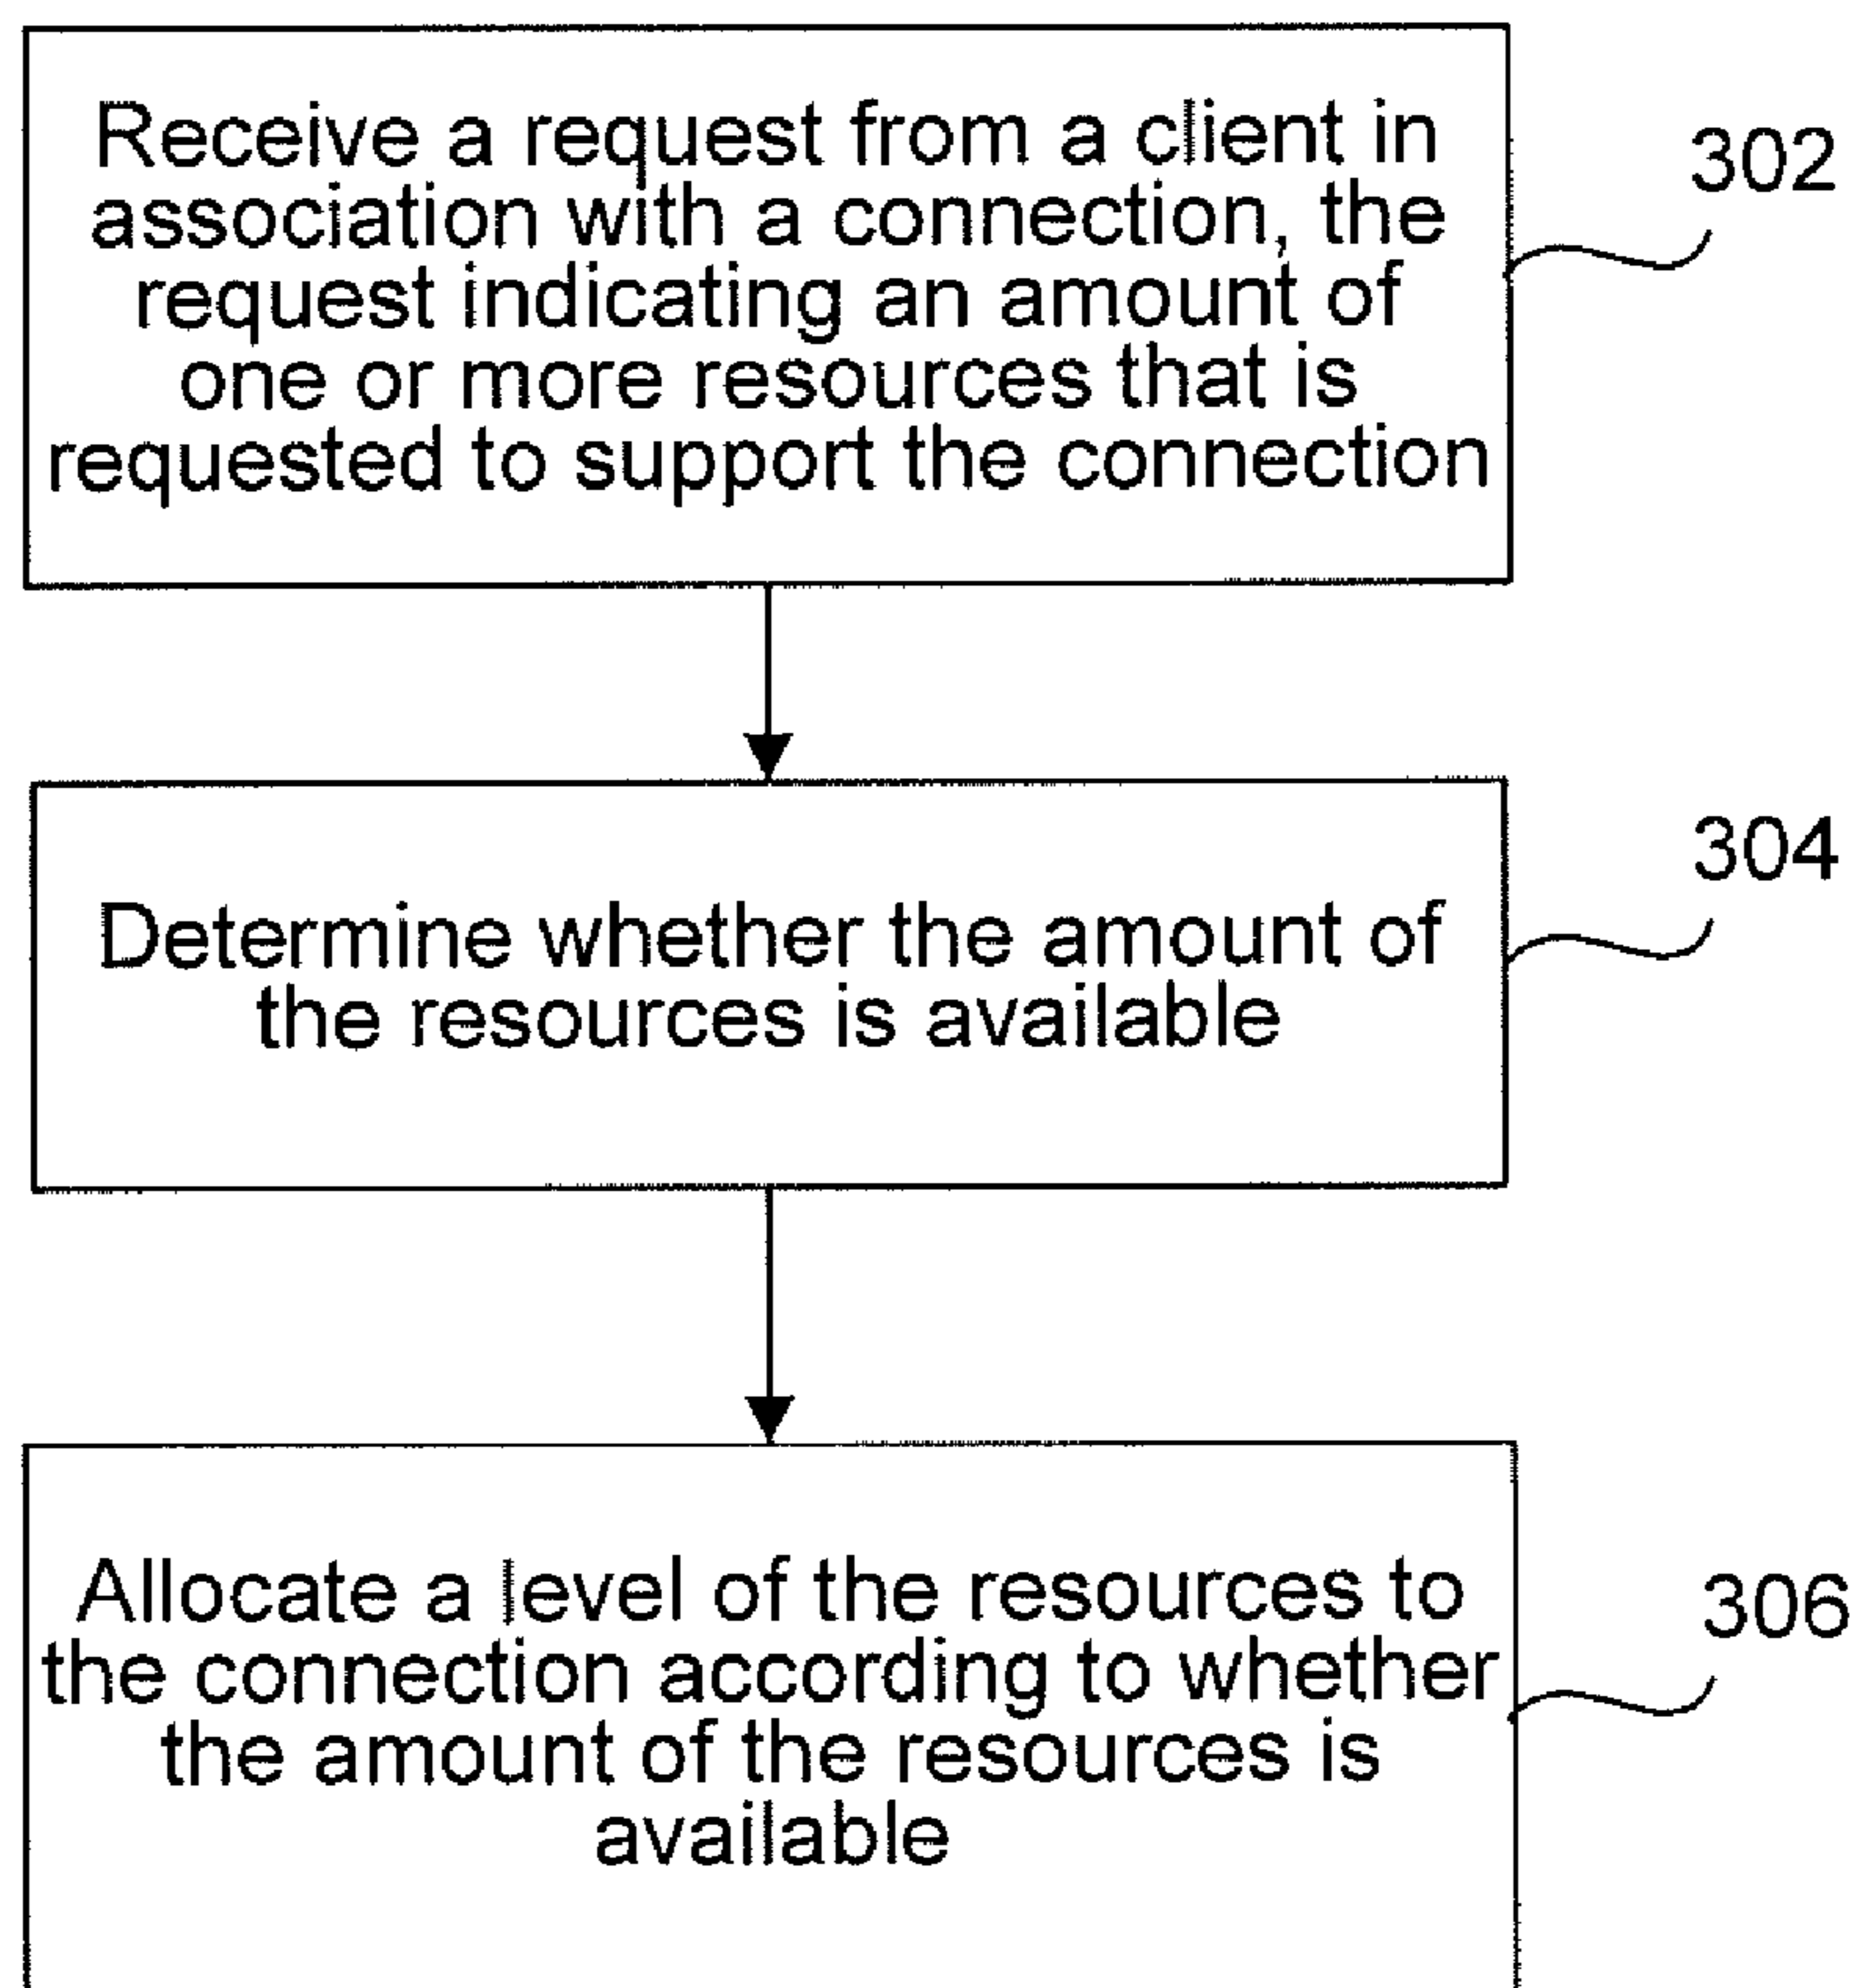 Receive a request from a client in
association with a connection, the
request indicating an amount of
one or more resources that is
requested to support the connection
302
Determine whether the amount of
the resources is available
304
Allocate a level of the resources to
the connection according to whether
the amount of the resources is
available
306